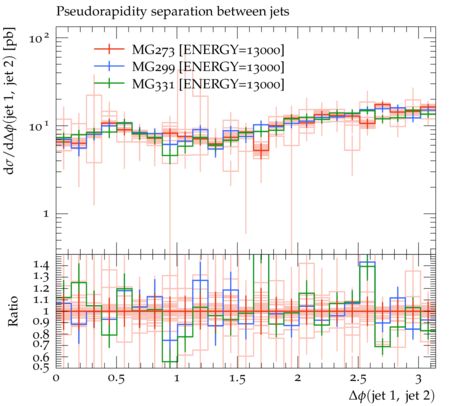 Pseudorapidity separation between jets
dσ/dΔϕ(jet 1, jet 2) [pb]
10^2
10^1
1
MG273 [ENERGY=13000]
MG299 [ENERGY=13000]
MG331 [ENERGY=13000]
Ratio
1.4
1.3
1.2
1.1
1
0.9
0.8
0.7
0.6
0.5
0 0.5 1 1.5 2 2.5 3
Δϕ(jet 1, jet 2)